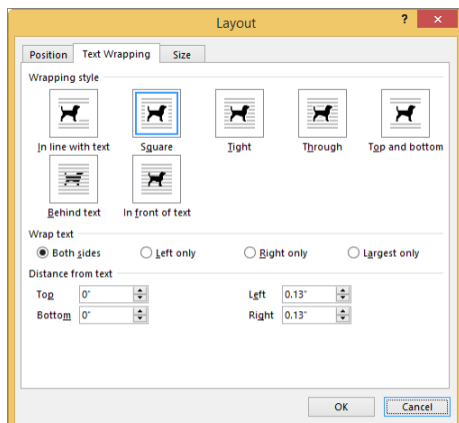 Layout
? ×
Position Text Wrapping Size
Wrapping style
In line with text Square Tight Through Top and bottom
Behind text In front of text
Wrap text
Both sides Left only Right only Largest only
Distance from text
Top 0" Left 0.13"
Bottom 0" Right 0.13"
OK Cancel